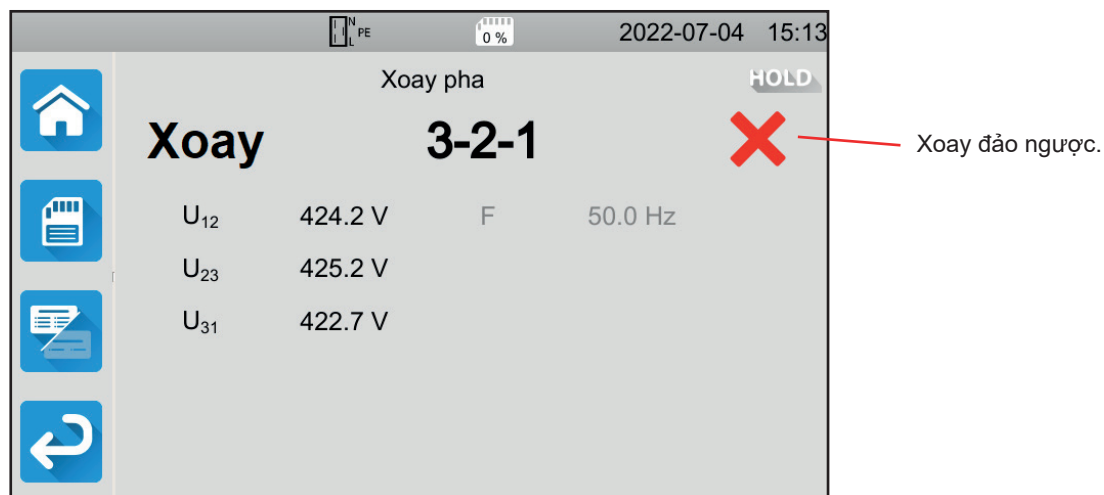 N
L PE 0 % 2022-07-04 15:13
Xoay pha HOLD
Xoay 3-2-1
Xoay đảo ngược.
U12 424.2 V F 50.0 Hz
U23 425.2 V
U31 422.7 V